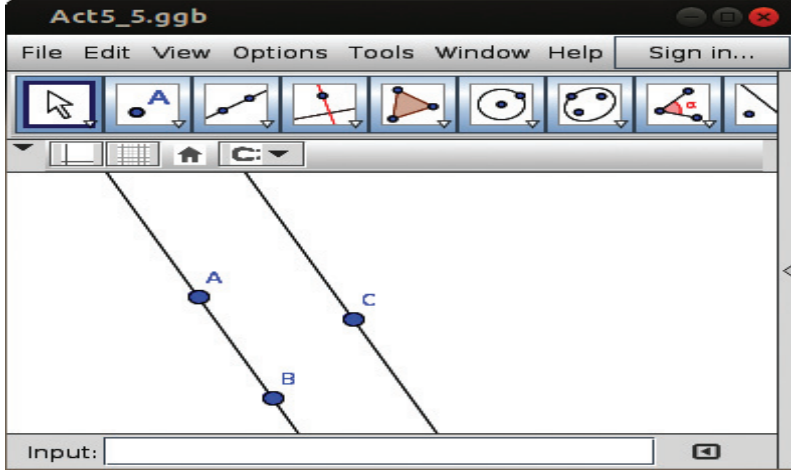 Act5_5.ggb
File Edit View Options Tools Window Help Sign in...
A α
C:
A
C
B
Input: